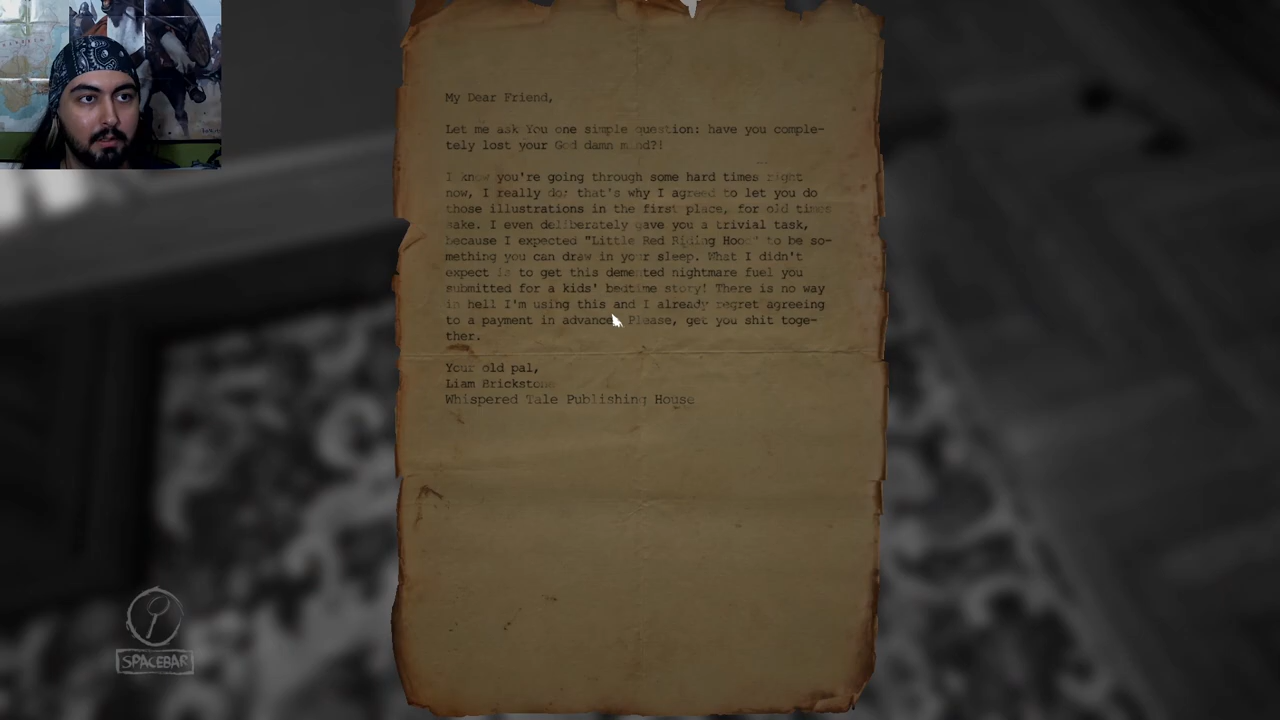 My Dear Friend,
Let me ask You one simple question: have you comple-
tely lost your God damn mind?!
I know you're going through some hard times right
now, I really do: that's why I agreed to let you do
those illustrations in the first place, for old times
sake. I even deliberately gave you a trivial task,
because I expected "Little Red Riding Hood" to be so-
mething you can draw in your sleep. What I didn't
expect is to get this demented nightmare fuel you
submitted for a kids' bedtime story! There is no way
in hell I'm using this and I already regret agreeing
to a payment in advance. Please, get you shit toge-
ther.
Your old pal,
Liam Brickstone
Whispered Tale Publishing House
SPACEBAR